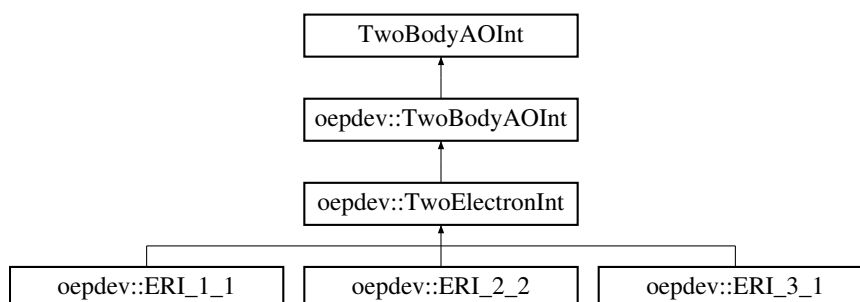 TwoBodyAOInt
oepdev::TwoBodyAOInt
oepdev::TwoElectronInt
oepdev::ERI_1_1
oepdev::ERI_2_2
oepdev::ERI_3_1